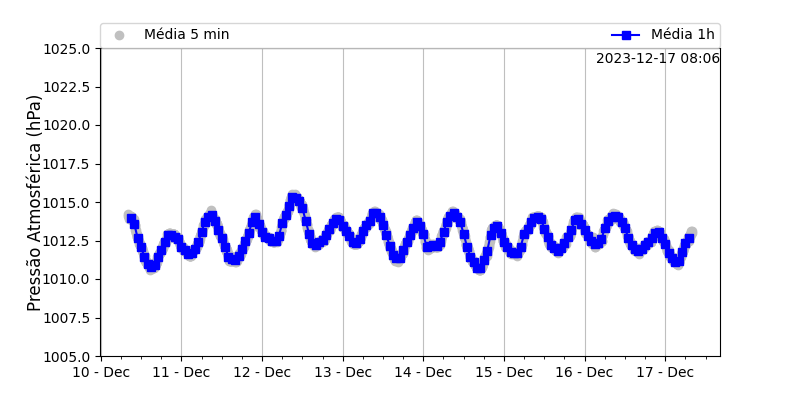 Média 5 min
Média 1h
2023-12-17 08:06
Pressão Atmosférica (hPa)
1025.0
1022.5
1020.0
1017.5
1015.0
1012.5
1010.0
1007.5
1005.0
10 - Dec
11 - Dec
12 - Dec
13 - Dec
14 - Dec
15 - Dec
16 - Dec
17 - Dec